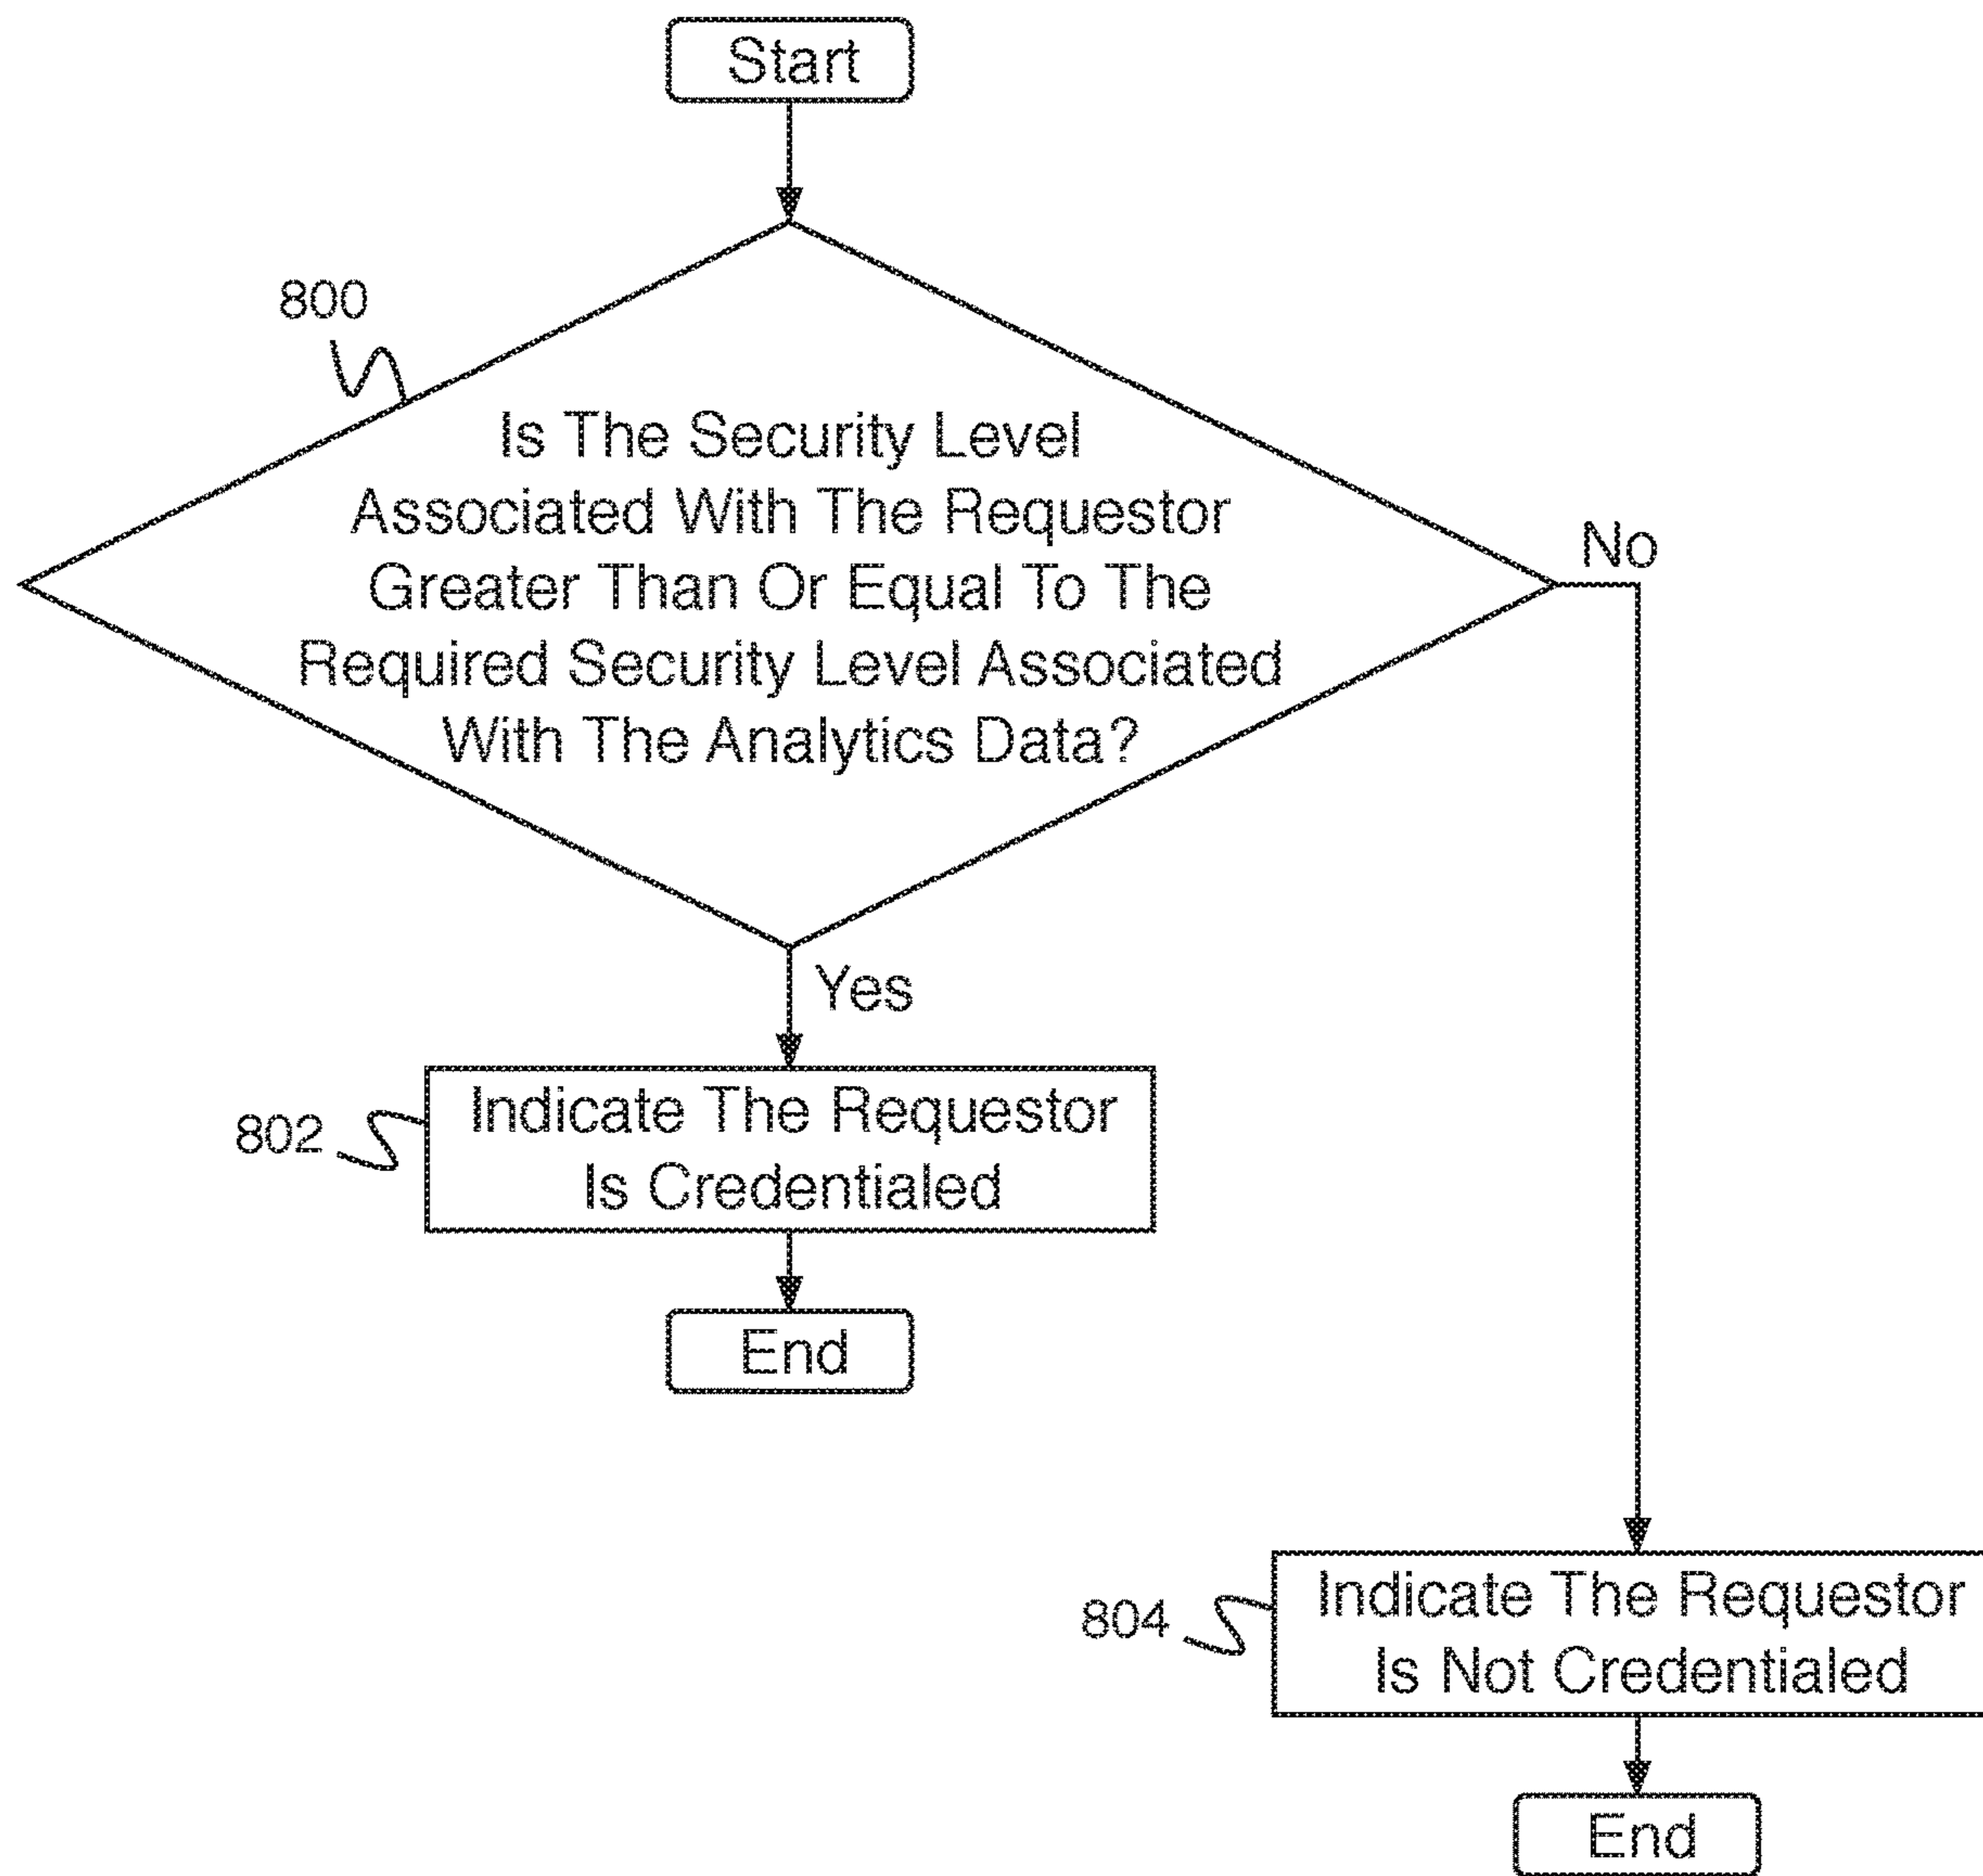 Start
800
Is The Security Level
Associated With The Requestor
Greater Than Or Equal To The
Required Security Level Associated
With The Analytics Data?
No
Yes
802
Indicate The Requestor
Is Credentialed
End
804
Indicate The Requestor
Is Not Credentialed
End